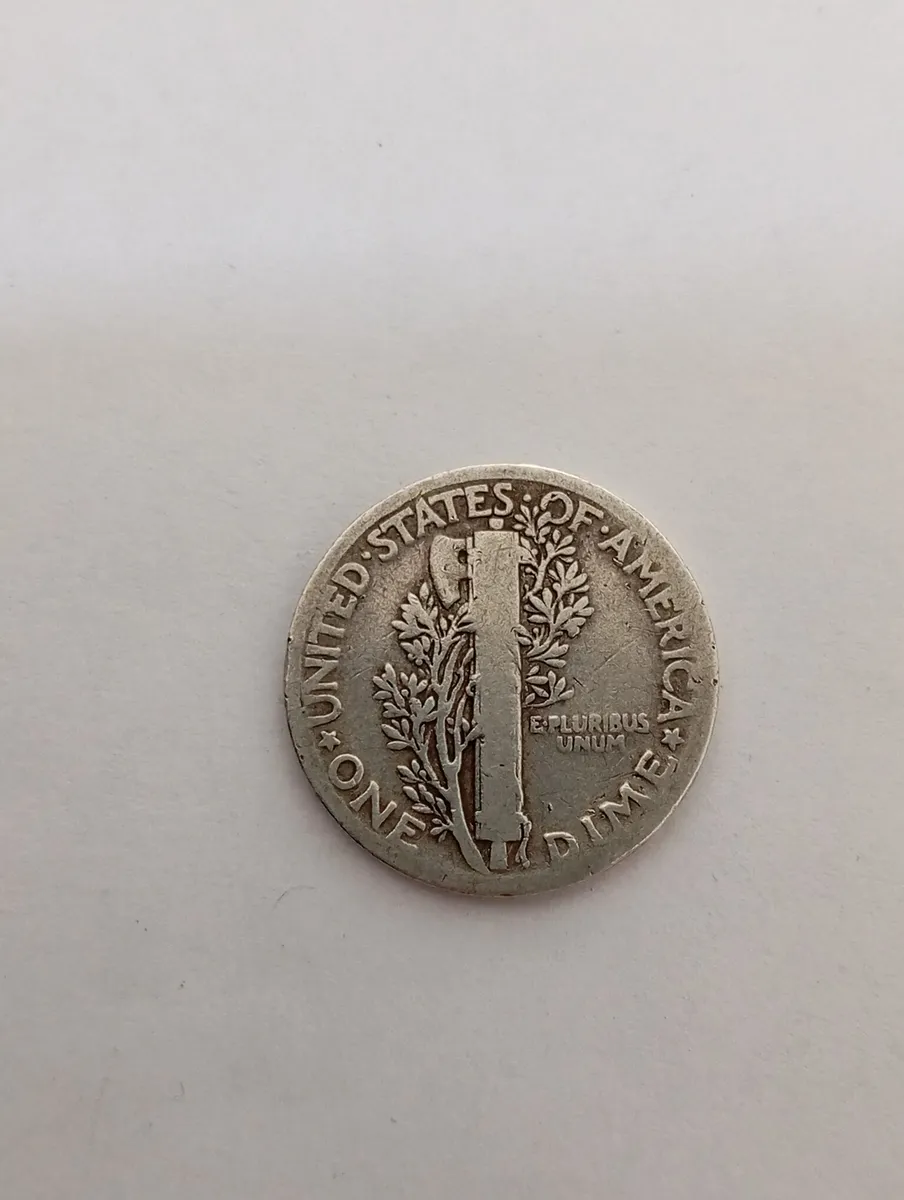 UNITED·STATES·OF·AMERICA
E·PLURIBUS
UNUM
ONE DIME